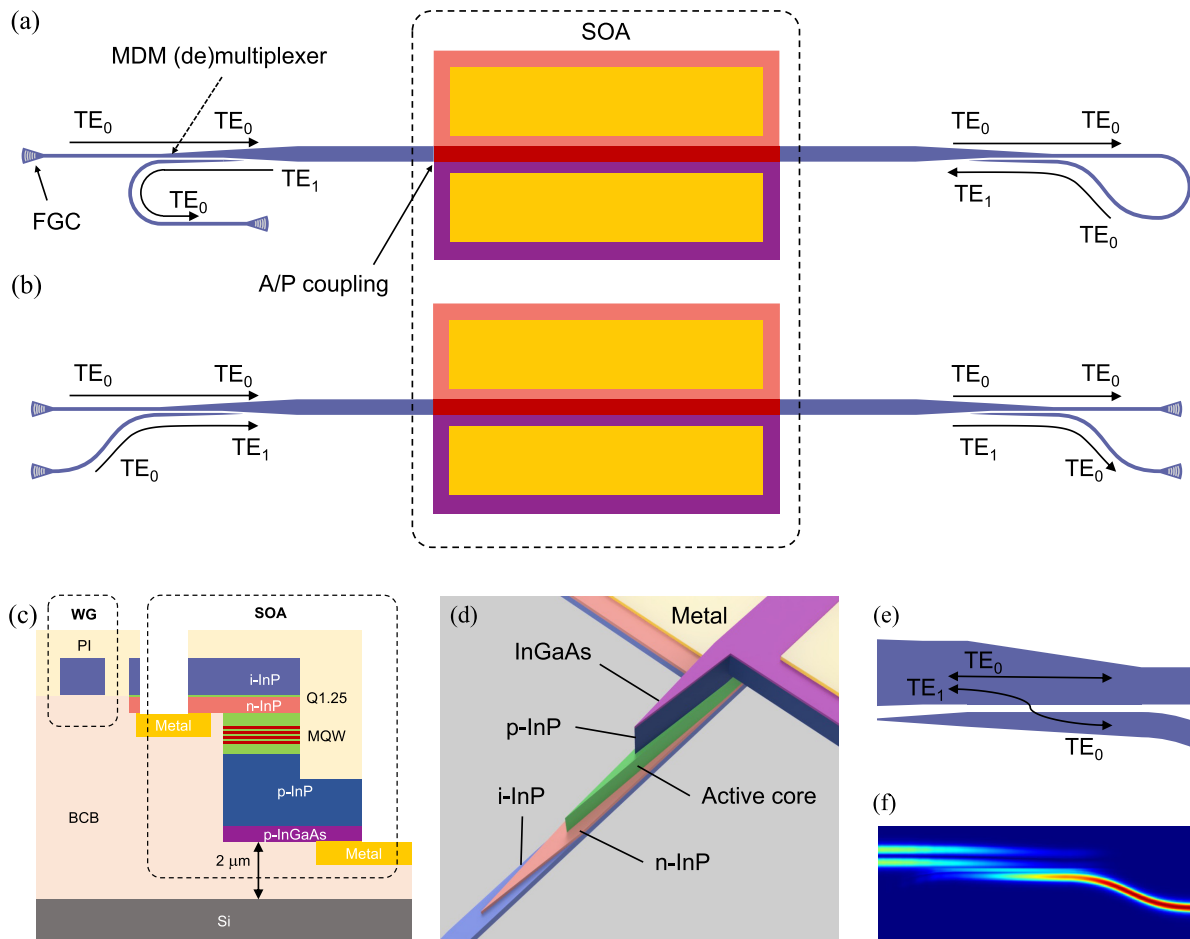 (a)
SOA
MDM (de)multiplexer
TE₀
TE₀
TE₀
TE₀
TE₁
TE₀
TE₁
TE₀
FGC
A/P coupling
(b)
TE₀
TE₀
TE₀
TE₀
TE₁
TE₀
TE₁
TE₀
(c)
WG
SOA
PI
i-InP
Q1.25
n-InP
Metal
MQW
p-InP
BCB
p-InGaAs
Metal
2 μm
Si
(d)
Metal
InGaAs
p-InP
i-InP
Active core
n-InP
(e)
TE₀
TE₁
TE₀
(f)